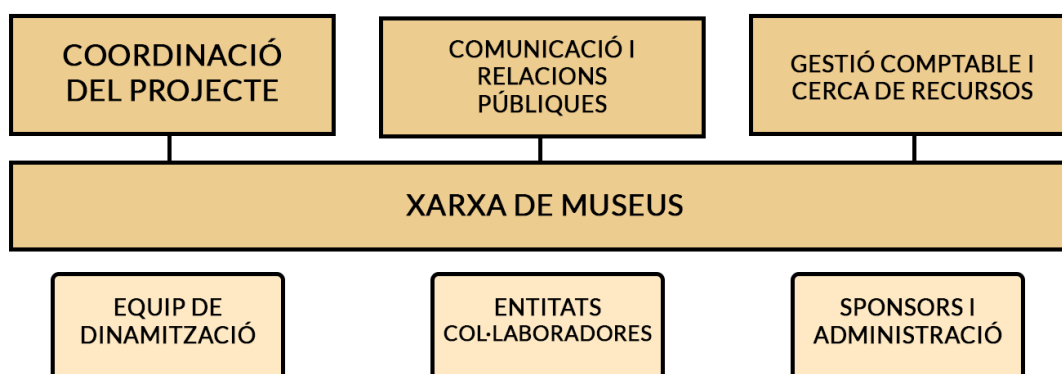 COORDINACIÓ
DEL PROJECTE
COMUNICACIÓ I
RELACIONS
PÚBLIQUES
GESTIÓ COMPTABLE I
CERCA DE RECURSOS
XARXA DE MUSEUS
EQUIP DE
DINAMITZACIÓ
ENTITATS
COL·LABORADORES
SPONSORS I
ADMINISTRACIÓ